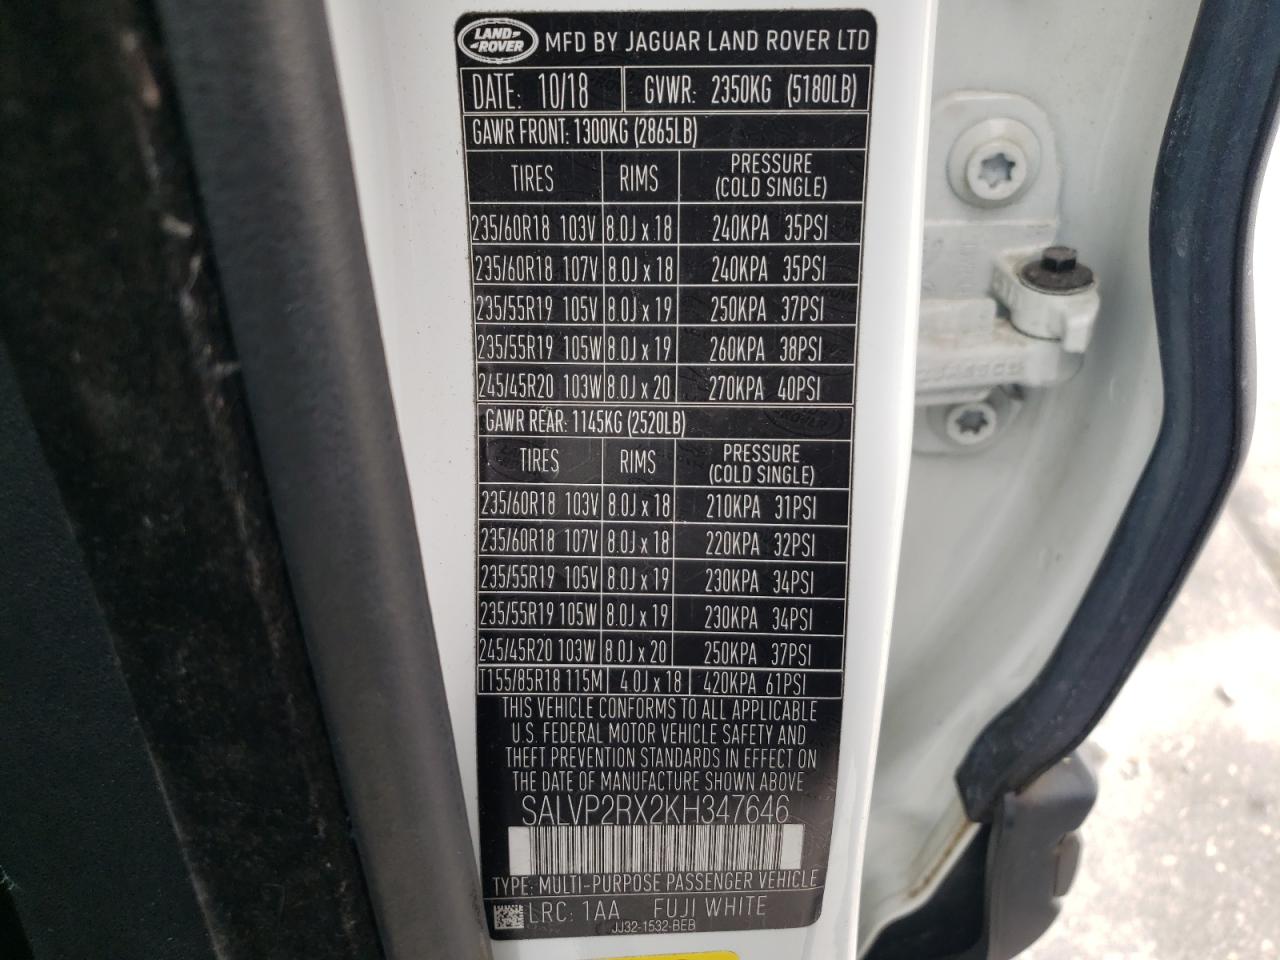 LAND ROVER MFD BY JAGUAR LAND ROVER LTD
DATE: 10/18 GVWR: 2350KG (5180LB)
GAWR FRONT: 1300KG (2865LB)
TIRES RIMS PRESSURE (COLD SINGLE)
235/60R18 103V 8.0J x 18 240KPA 35PSI
235/60R18 107V 8.0J x 18 240KPA 35PSI
235/55R19 105V 8.0J x 19 250KPA 37PSI
235/55R19 105W 8.0J x 19 260KPA 38PSI
245/45R20 103W 8.0J x 20 270KPA 40PSI
GAWR REAR: 1145KG (2520LB)
TIRES RIMS PRESSURE (COLD SINGLE)
235/60R18 103V 8.0J x 18 210KPA 31PSI
235/60R18 107V 8.0J x 18 220KPA 32PSI
235/55R19 105V 8.0J x 19 230KPA 34PSI
235/55R19 105W 8.0J x 19 230KPA 34PSI
245/45R20 103W 8.0J x 20 250KPA 37PSI
T155/85R18 115M 4.0J x 18 420KPA 61PSI
THIS VEHICLE CONFORMS TO ALL APPLICABLE
U.S. FEDERAL MOTOR VEHICLE SAFETY AND
THEFT PREVENTION STANDARDS IN EFFECT ON
THE DATE OF MANUFACTURE SHOWN ABOVE
SALVP2RX2KH347646
TYPE: MULTI-PURPOSE PASSENGER VEHICLE
LRC: 1AA FUJI WHITE
JJ32-1532-BEB